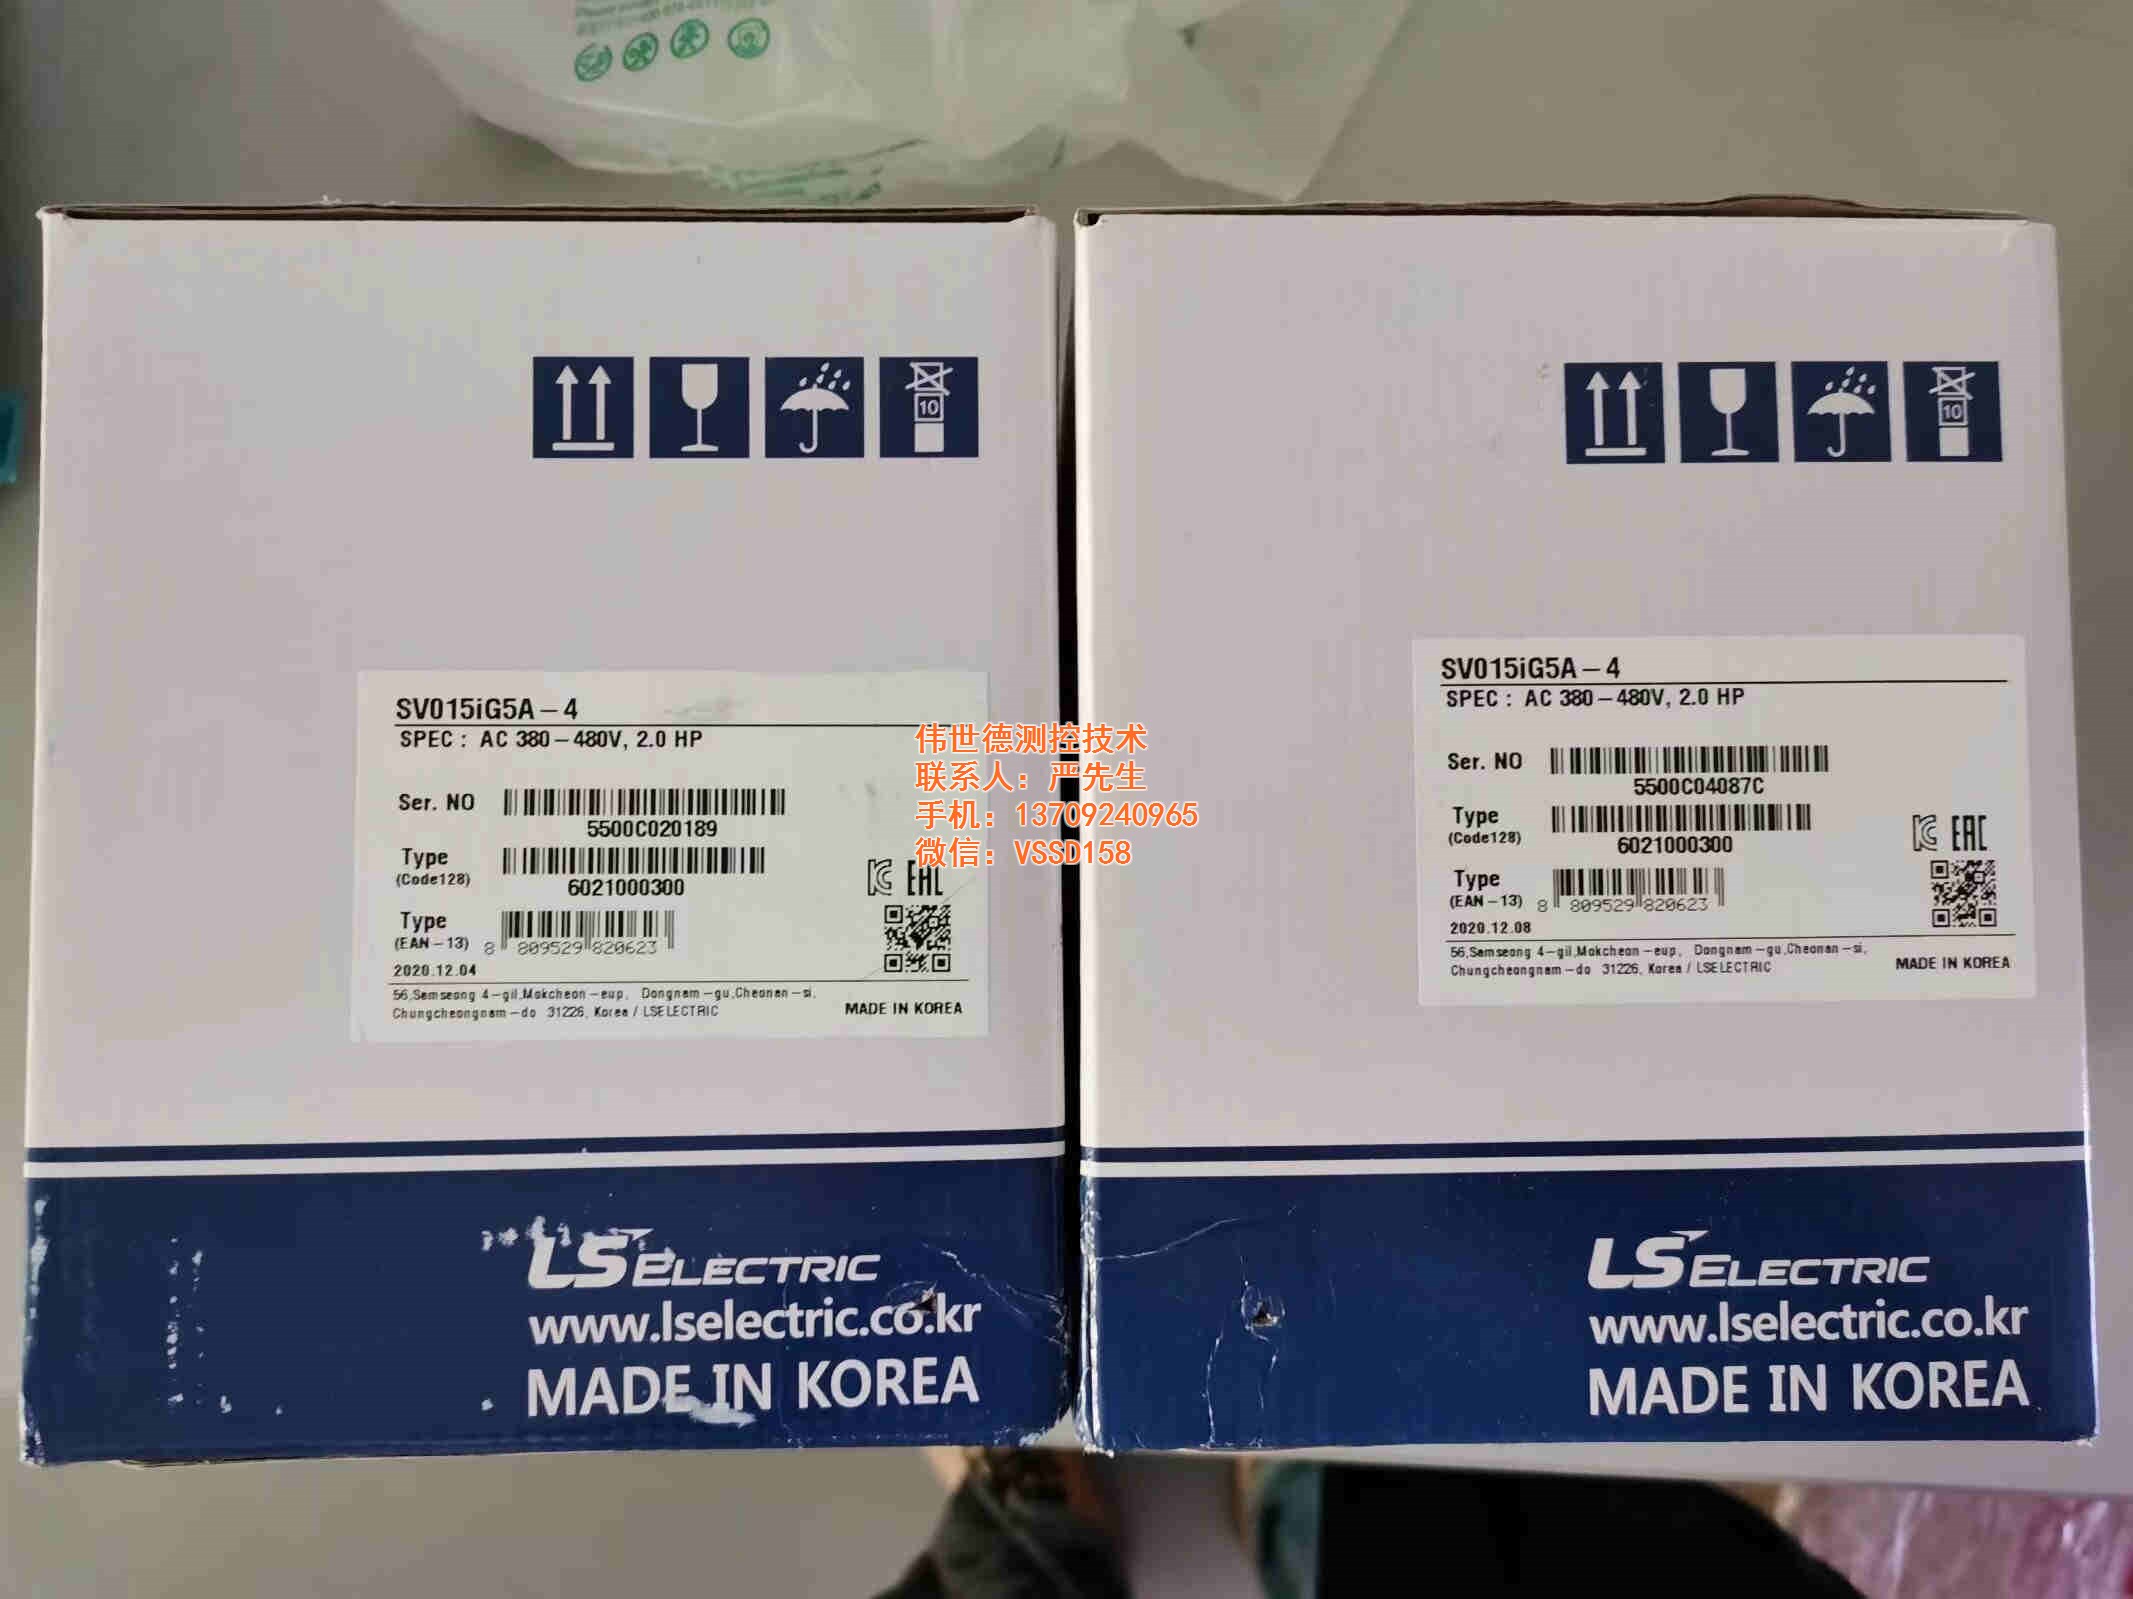 10
SV015iG5A-4
SPEC : AC 380-480V, 2.0 HP
Ser. NO
5500C020189
Type
(Code128)
6021000300
EAC
Type
(EAN-13)
8 809529 820623
2020.12.04
56,Samseong 4-gil,Mokcheon-eup, Dongnam-gu,Cheonan-si,
Chungcheongnam-do 31226, Korea / LSELECTRIC
MADE IN KOREA
LS ELECTRIC
www.lselectric.co.kr
MADE IN KOREA
伟世德测控技术
联系人：严先生
手机：13709240965
微信：VSSD158
10
SV015iG5A-4
SPEC : AC 380-480V, 2.0 HP
Ser. NO
5500C04087C
Type
(Code128)
6021000300
EAC
Type
(EAN-13)
8 809529 820623
2020.12.08
56,Samseong 4-gil,Mokcheon-eup, Dongnam-gu,Cheonan-si,
Chungcheongnam-do 31226, Korea / LSELECTRIC
MADE IN KOREA
LS ELECTRIC
www.lselectric.co.kr
MADE IN KOREA